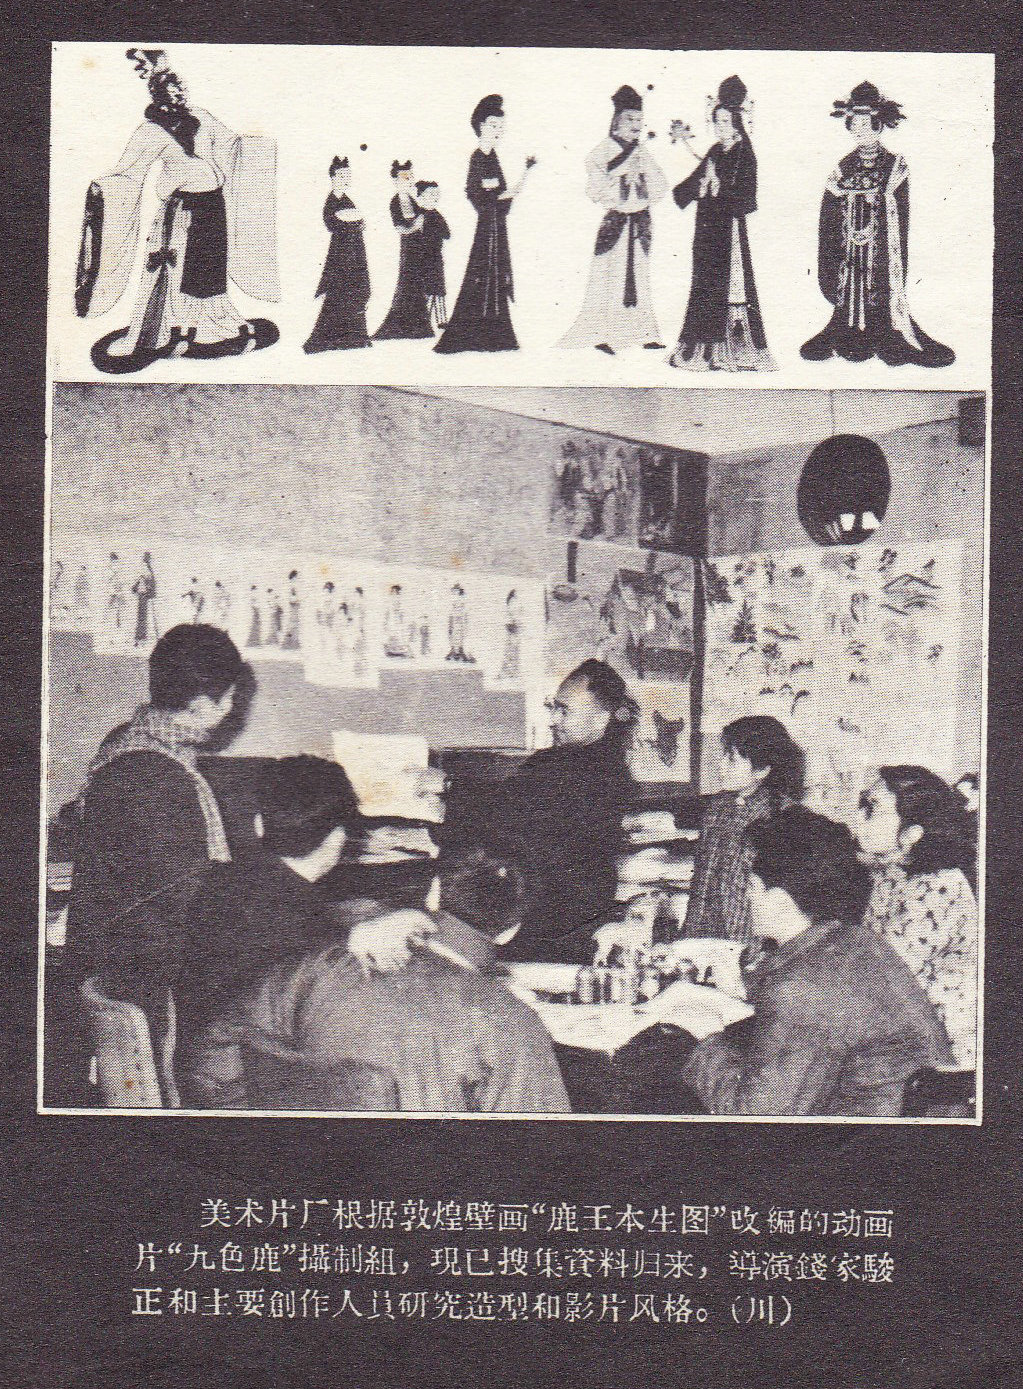 美术片厂根据敦煌壁画“鹿王本生图”改编的动画
片“九色鹿”攝制組，現已搜集資料归来，導演錢家駿
正和主要創作人員研究造型和影片风格。（川）